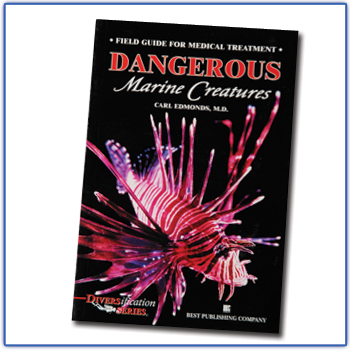 • FIELD GUIDE FOR MEDICAL TREATMENT •
DANGEROUS
Marine Creatures
CARL EDMONDS, M.D.
DIVERSification
SERIES
BEST PUBLISHING COMPANY